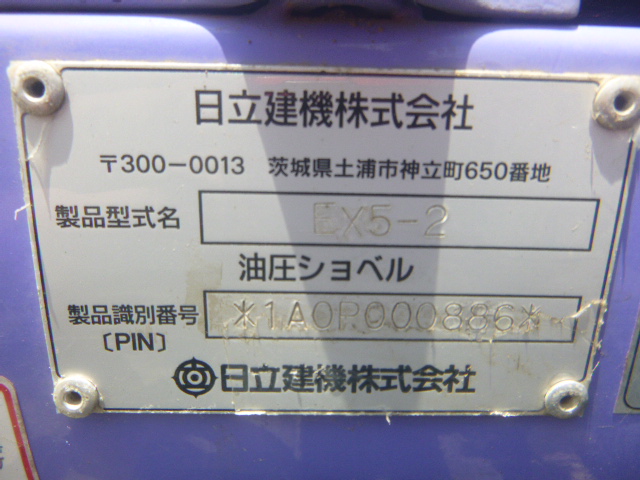 日立建機株式会社
〒300-0013 茨城県土浦市神立町650番地
製品型式名 EX5-2
油圧ショベル
製品識別番号 *1A0P000886*
〔PIN〕
日立建機株式会社